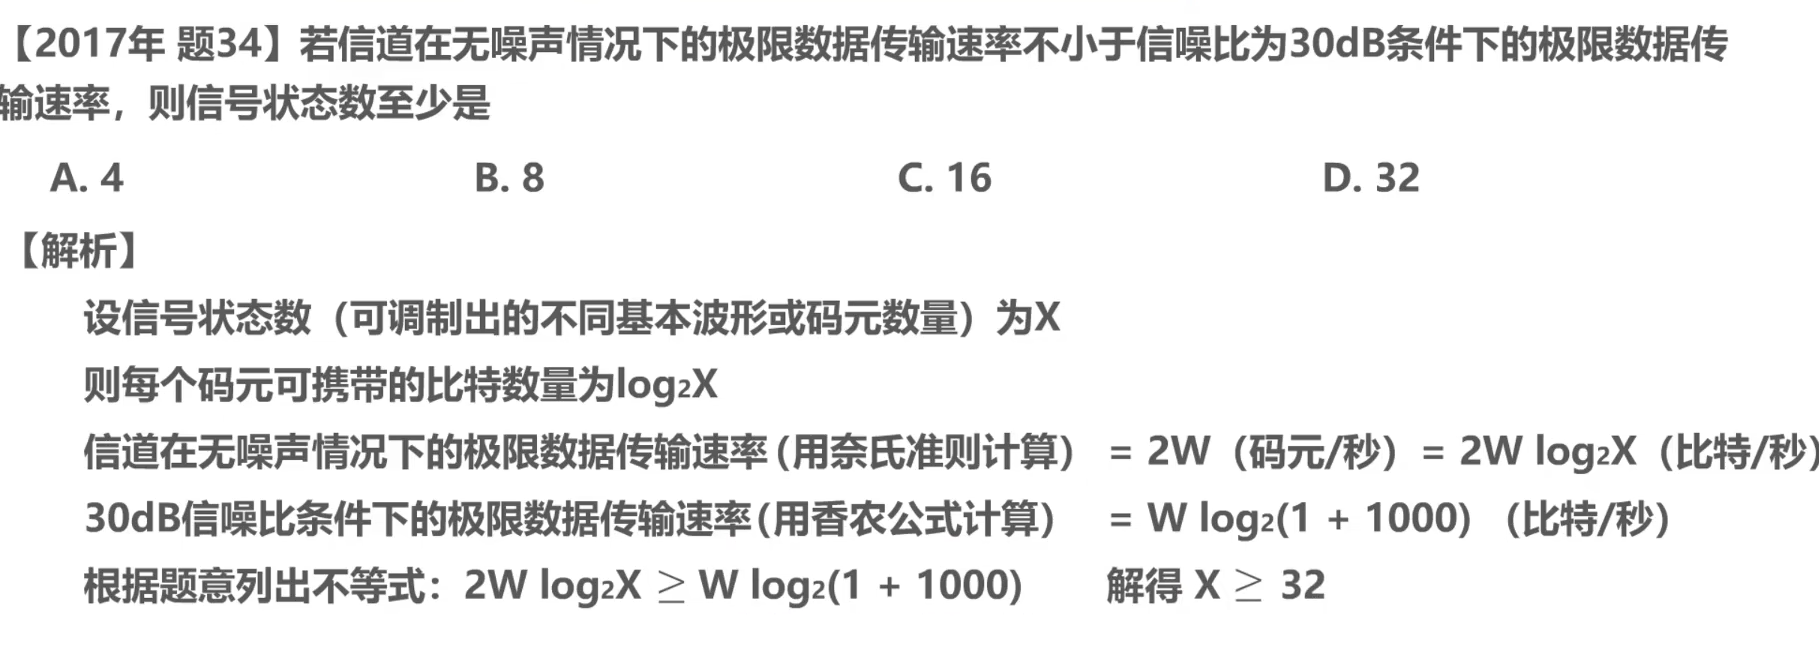 【2017年 题34】若信道在无噪声情况下的极限数据传输速率不小于信噪比为30dB条件下的极限数据传
输速率，则信号状态数至少是
A. 4 B. 8 C. 16 D. 32
【解析】
设信号状态数（可调制出的不同基本波形或码元数量）为X
则每个码元可携带的比特数量为log₂X
信道在无噪声情况下的极限数据传输速率（用奈氏准则计算） = 2W（码元/秒）= 2W log₂X（比特/秒）
30dB信噪比条件下的极限数据传输速率（用香农公式计算） = W log₂(1 + 1000) （比特/秒）
根据题意列出不等式：2W log₂X ≥ W log₂(1 + 1000) 解得 X ≥ 32